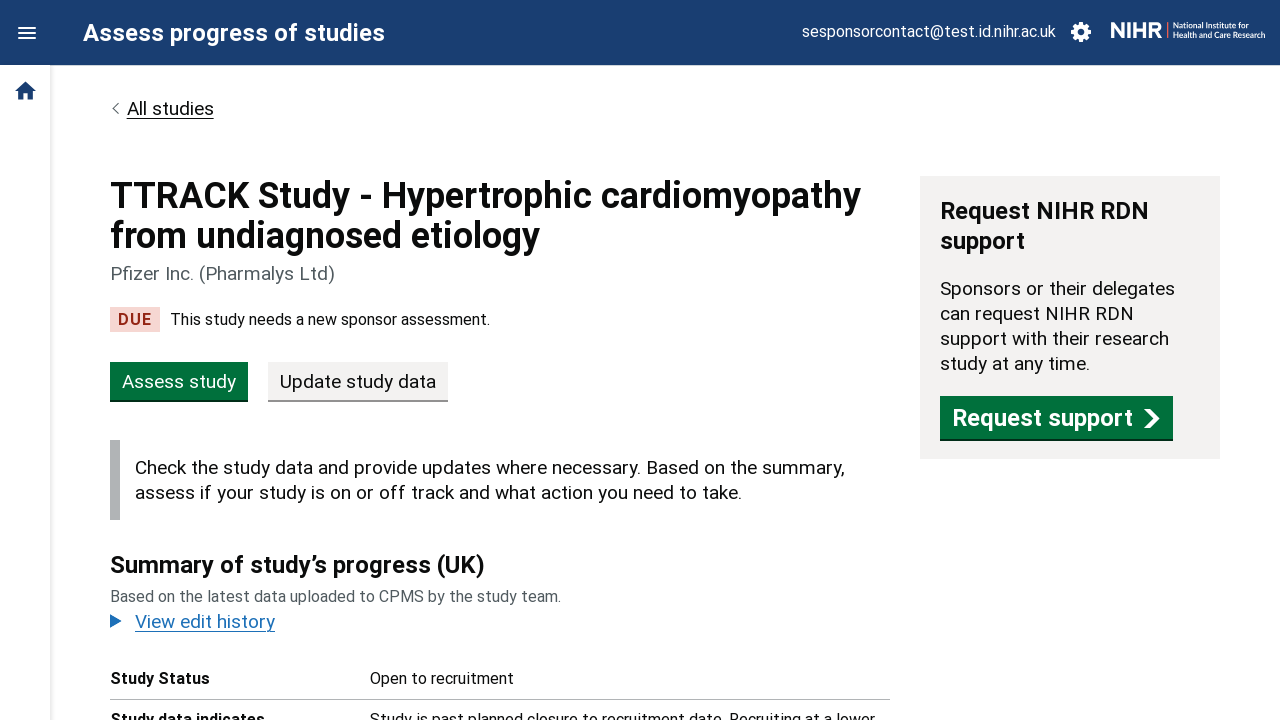 Assess progress of studies
sesponsorcontact@test.id.nihr.ac.uk
NIHR | National Institute for
Health and Care Research
All studies
TTRACK Study - Hypertrophic cardiomyopathy
from undiagnosed etiology
Pfizer Inc. (Pharmalys Ltd)
DUE This study needs a new sponsor assessment.
Assess study
Update study data
Check the study data and provide updates where necessary. Based on the summary,
assess if your study is on or off track and what action you need to take.
Summary of study’s progress (UK)
Based on the latest data uploaded to CPMS by the study team.
View edit history
Study Status Open to recruitment
Study data indicates Study is past planned closure to recruitment date, Recruiting at a lower
Request NIHR RDN
support
Sponsors or their delegates
can request NIHR RDN
support with their research
study at any time.
Request support